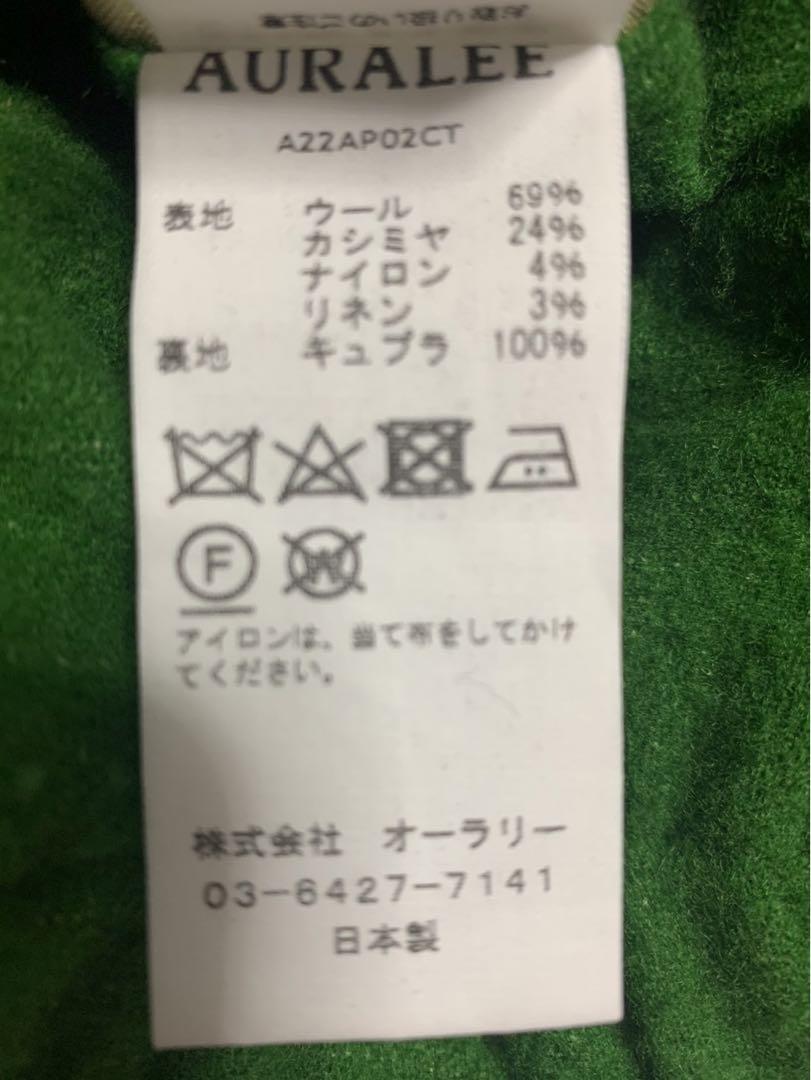 AURALEE
A22AP02CT
表地 ウール 69%
カシミヤ 24%
ナイロン 4%
リネン 3%
裏地 キュプラ 100%
F W
アイロンは、当て布をしてかけ
てください。
株式会社 オーラリー
03-6427-7141
日本製